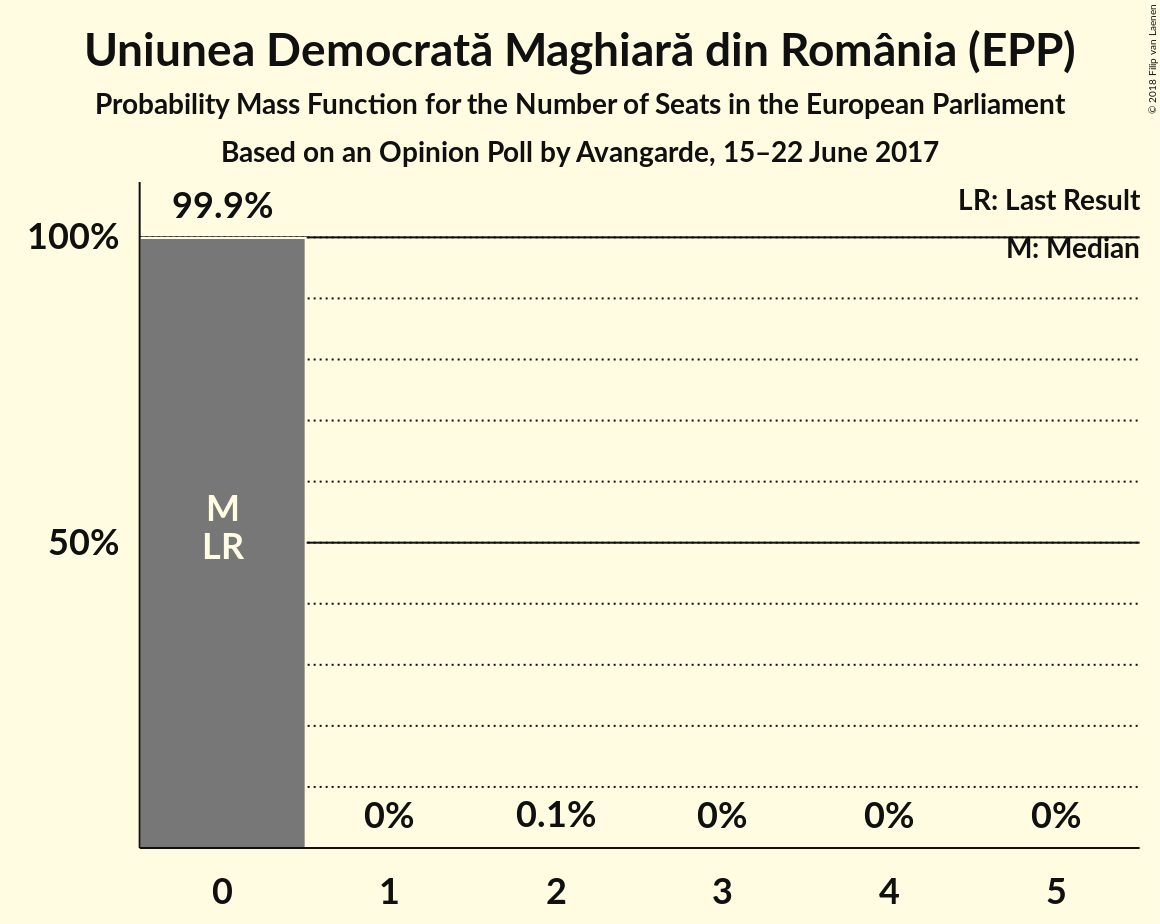 Uniunea Democrată Maghiară din România (EPP)
Probability Mass Function for the Number of Seats in the European Parliament
Based on an Opinion Poll by Avangarde, 15–22 June 2017
© 2018 Filip van Laenen
LR: Last Result
M: Median
99.9%
100%
M
LR
50%
0%
0.1%
0%
0%
0%
0
1
2
3
4
5